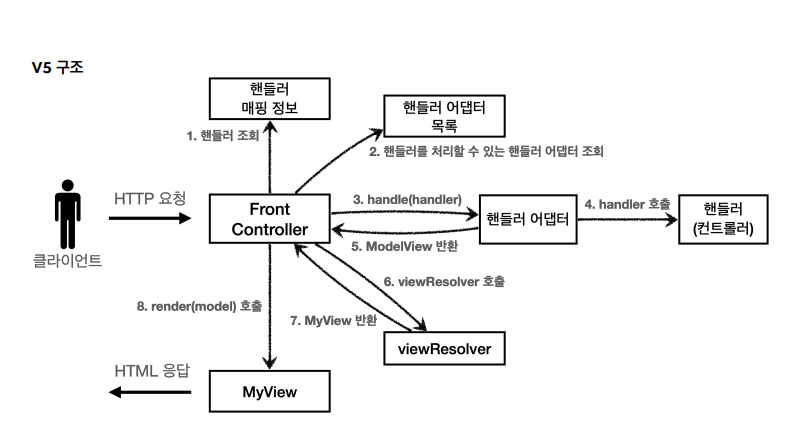 V5 구조
핸들러
매핑 정보
핸들러 어댑터
목록
1. 핸들러 조회
2. 핸들러를 처리할 수 있는 핸들러 어댑터 조회
HTTP 요청
Front
Controller
3. handle(handler)
핸들러 어댑터
4. handler 호출
핸들러
(컨트롤러)
클라이언트
5. ModelView 반환
6. viewResolver 호출
8. render(model) 호출
7. MyView 반환
viewResolver
HTML 응답
MyView